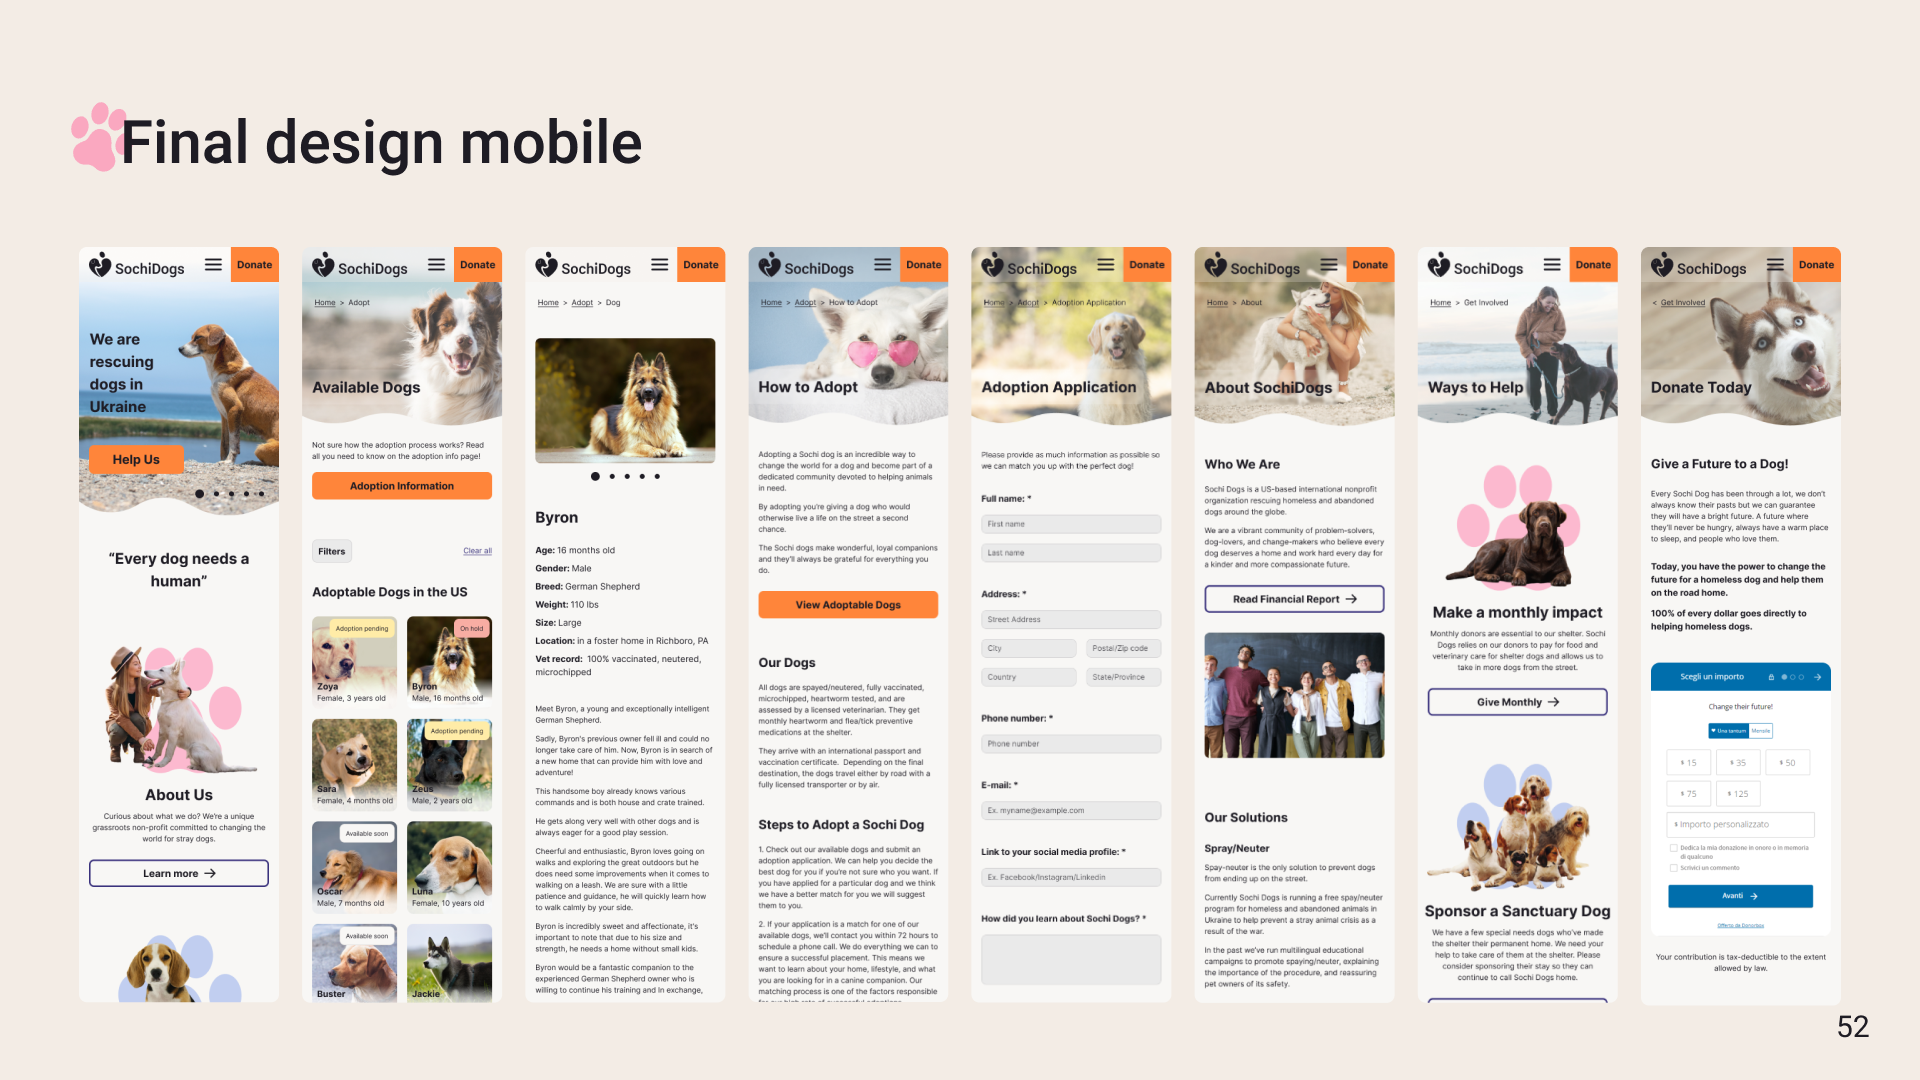 Final design mobile
SochiDogs
Donate
We are
rescuing
dogs in
Ukraine
Help Us
“Every dog needs a
human”
About Us
Curious about what we do? We're a unique
grassroots non-profit committed to changing the
world for stray dogs.
Learn more →
SochiDogs
Donate
Home > Adopt
Available Dogs
Not sure how the adoption process works? Read
all you need to know on the adoption info page!
Adoption Information
Filters
Clear all
Adoptable Dogs in the US
Adoption pending
Zoya
Female, 3 years old
On hold
Byron
Male, 16 months old
Sara
Female, 4 months old
Adoption pending
Zeus
Male, 2 years old
Available soon
Oscar
Male, 7 months old
Luna
Female, 10 years old
Available soon
Buster
Jackie
SochiDogs
Donate
Home > Adopt > Dog
Byron
Age: 16 months old
Gender: Male
Breed: German Shepherd
Weight: 110 lbs
Size: Large
Location: in a foster home in Richboro, PA
Vet record: 100% vaccinated, neutered,
microchipped
Meet Byron, a young and exceptionally intelligent
German Shepherd.
Sadly, Byron's previous owner fell ill and could no
longer take care of him. Now, Byron is in search of
a new home that can provide him with love and
adventure!
This handsome boy already knows various
commands and is both house and crate trained.
He gets along very well with other dogs and is
always eager for a good play session.
Cheerful and enthusiastic, Byron loves going on
walks and exploring the great outdoors but he
does need some improvements when it comes to
walking on a leash. We are sure with a little
patience and guidance, he will quickly learn how
to walk calmly by your side.
Byron is incredibly sweet and affectionate, it's
important to note that due to his size and
strength, he needs a home without small kids.
Byron would be a fantastic companion to the
experienced German Shepherd owner who is
willing to continue his training and In exchange,
SochiDogs
Donate
Home > Adopt > How to Adopt
How to Adopt
Adopting a Sochi dog is an incredible way to
change the world for a dog and become part of a
dedicated community devoted to helping animals
in need.
By adopting you're giving a dog who would
otherwise live a life on the street a second
chance.
The Sochi dogs make wonderful, loyal companions
and they'll always be grateful for everything you
do.
View Adoptable Dogs
Our Dogs
All dogs are spayed/neutered, fully vaccinated,
microchipped, heartworm tested, and are
assessed by a licensed veterinarian. They get
monthly heartworm and flea/tick preventive
medications at the shelter.
They arrive with an international passport and
vaccination certificate. Depending on the final
destination, the dogs travel either by road with a
fully licensed transporter or by air.
Steps to Adopt a Sochi Dog
1. Check out our available dogs and submit an
adoption application. We can help you decide the
best dog for you if you're not sure who you want. If
you have applied for a particular dog and we think
we have a better match for you we will suggest
them to you.
2. If your application is a match for one of our
available dogs, we'll contact you within 72 hours to
schedule a phone call. We do everything we can to
ensure a successful placement. This means we
want to learn about your home, lifestyle, and what
you are looking for in a canine companion. Our
matching process is one of the factors responsible
for our high rate of successful adoptions.
SochiDogs
Donate
Home > Adopt > Adoption Application
Adoption Application
Please provide as much information as possible so
we can match you up with the perfect dog!
Full name: *
First name
Last name
Address: *
Street Address
City
Postal/Zip code
Country
State/Province
Phone number: *
Phone number
E-mail: *
Ex. myname@example.com
Link to your social media profile: *
Ex. Facebook/Instagram/Linkedin
How did you learn about Sochi Dogs? *
SochiDogs
Donate
Home > About
About SochiDogs
Who We Are
Sochi Dogs is a US-based international nonprofit
organization rescuing homeless and abandoned
dogs around the globe.
We are a vibrant community of problem-solvers,
dog-lovers, and change-makers who believe every
dog deserves a home and work hard every day for
a kinder and more compassionate future.
Read Financial Report →
Our Solutions
Spray/Neuter
Spay-neuter is the only solution to prevent dogs
from ending up on the street.
Currently Sochi Dogs is running a free spay/neuter
program for homeless and abandoned animals in
Ukraine to help prevent a stray animal crisis as a
result of the war.
In the past we've run multilingual educational
campaigns to promote spaying/neuter, explaining
the importance of the procedure, and reassuring
pet owners of its safety.
SochiDogs
Donate
Home > Get Involved
Ways to Help
Make a monthly impact
Monthly donors are essential to our shelter. Sochi
Dogs relies on our donors to pay for food and
veterinary care for shelter dogs and allows us to
take in more dogs from the street.
Give Monthly →
Sponsor a Sanctuary Dog
We have a few special needs dogs who've made
the shelter their permanent home. We need your
help to take care of them at the shelter. Please
consider sponsoring their stay so they can
continue to call Sochi Dogs home.
SochiDogs
Donate
< Get Involved
Donate Today
Give a Future to a Dog!
Every Sochi Dog has been through a lot, we don't
always know their pasts but we can guarantee
they will have a bright future. A future where
they'll never be hungry, always have a warm place
to sleep, and people who love them.
Today, you have the power to change the
future for a homeless dog and help them
on the road home.
100% of every dollar goes directly to
helping homeless dogs.
Scegli un importo
Change their future!
Una tantum
Mensile
$ 15
$ 35
$ 50
$ 75
$ 125
$ Importo personalizzato
Dedica la mia donazione in onore o in memoria
di qualcuno
Scrivici un commento
Avanti →
Offerto da Donorbox
Your contribution is tax-deductible to the extent
allowed by law.
52